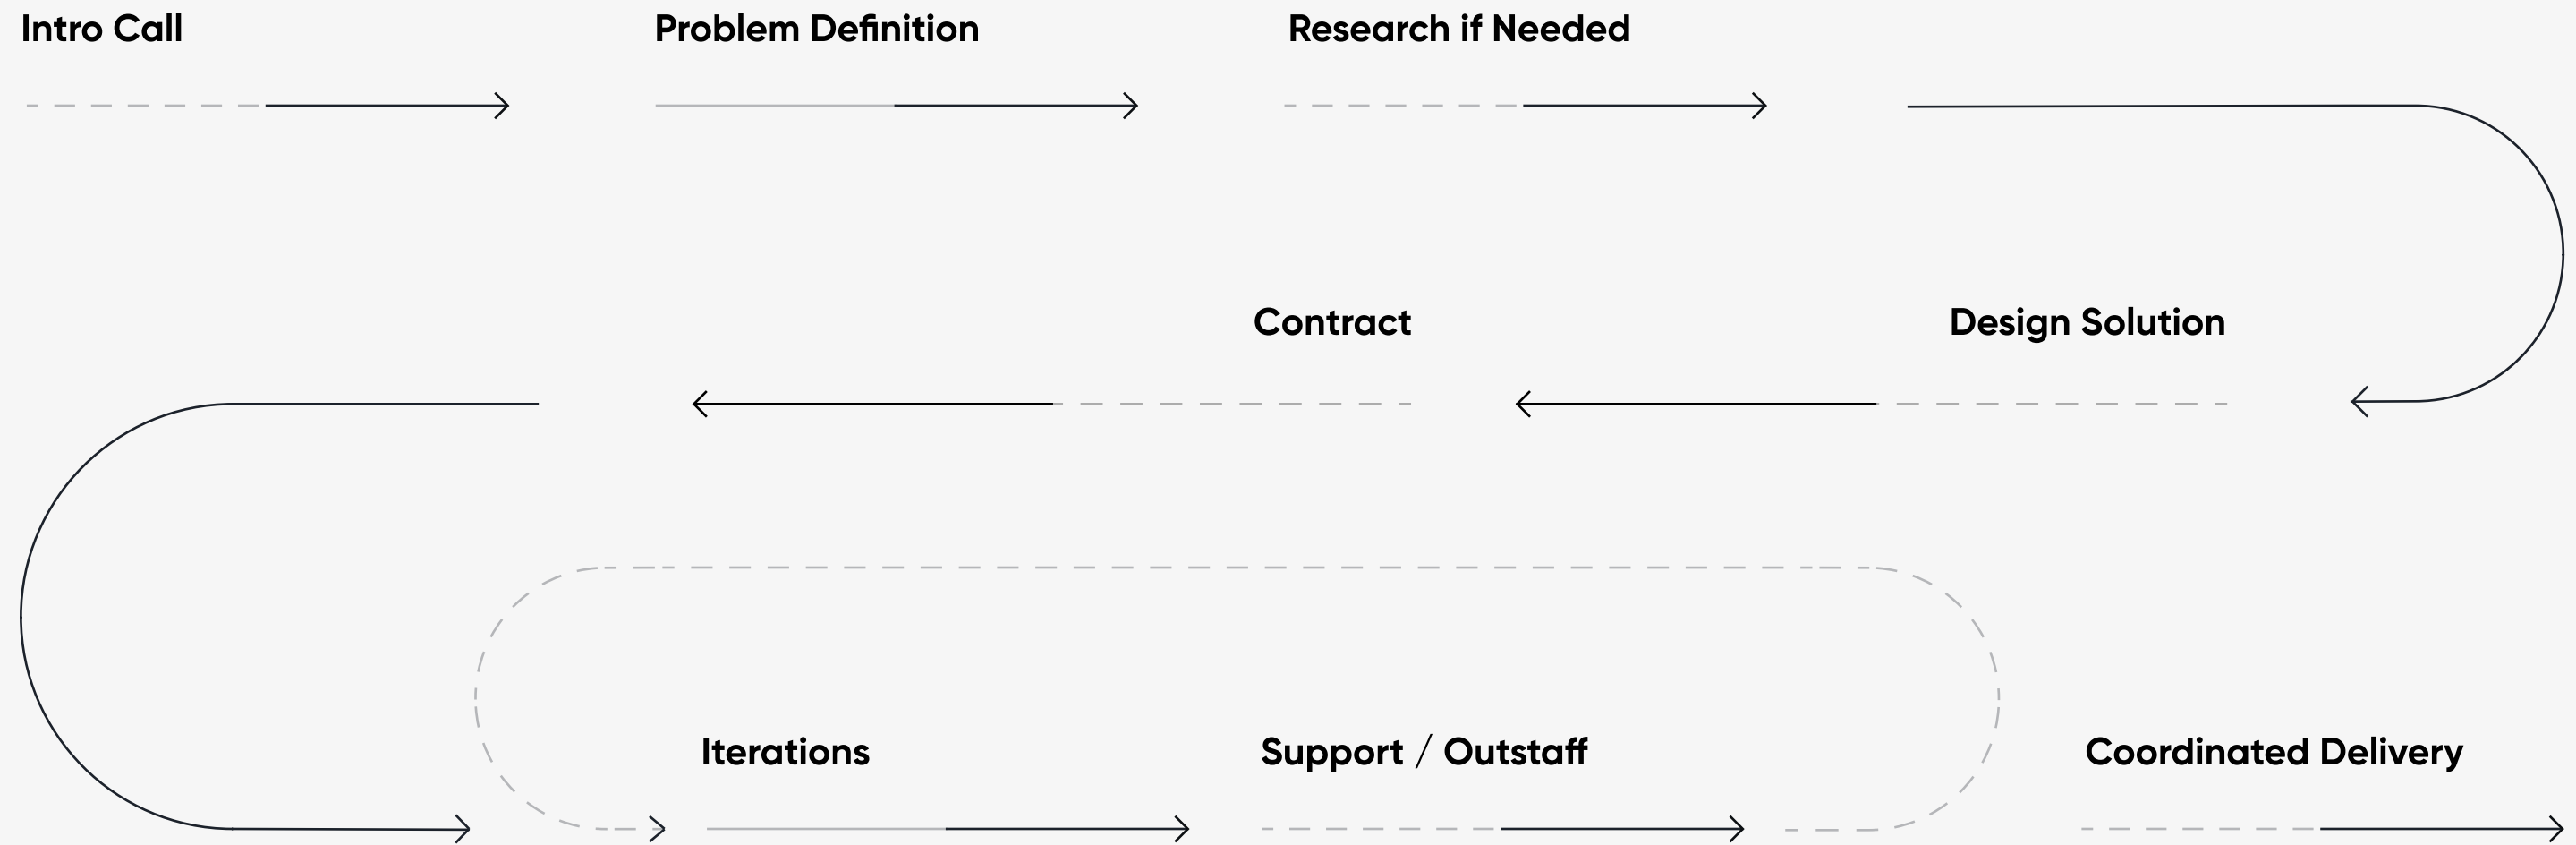 Intro Call
Problem Definition
Research if Needed
Design Solution
Contract
Iterations
Support / Outstaff
Coordinated Delivery